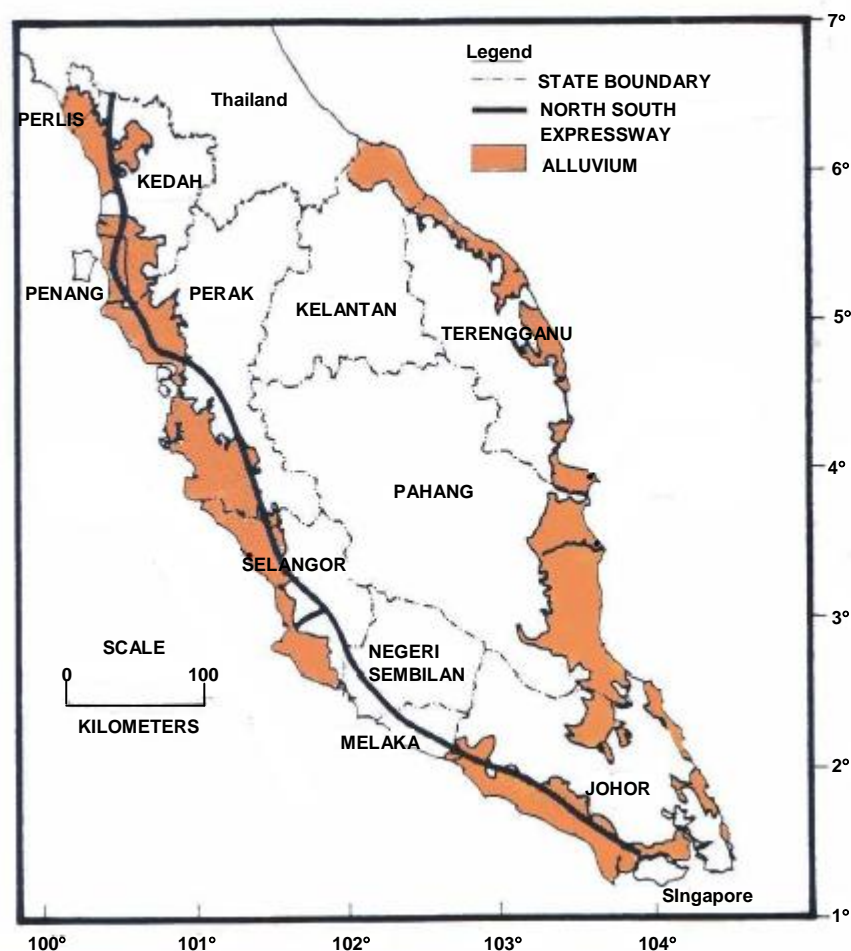 7°
Legend
STATE BOUNDARY
NORTH SOUTH
EXPRESSWAY
ALLUVIUM
Thailand
PERLIS
6°
KEDAH
PENANG
PERAK
KELANTAN
5°
TERENGGANU
4°
PAHANG
SELANGOR
3°
SCALE
0 100
KILOMETERS
NEGERI
SEMBILAN
MELAKA
2°
JOHOR
SIngapore
1°
100° 101° 102° 103° 104°